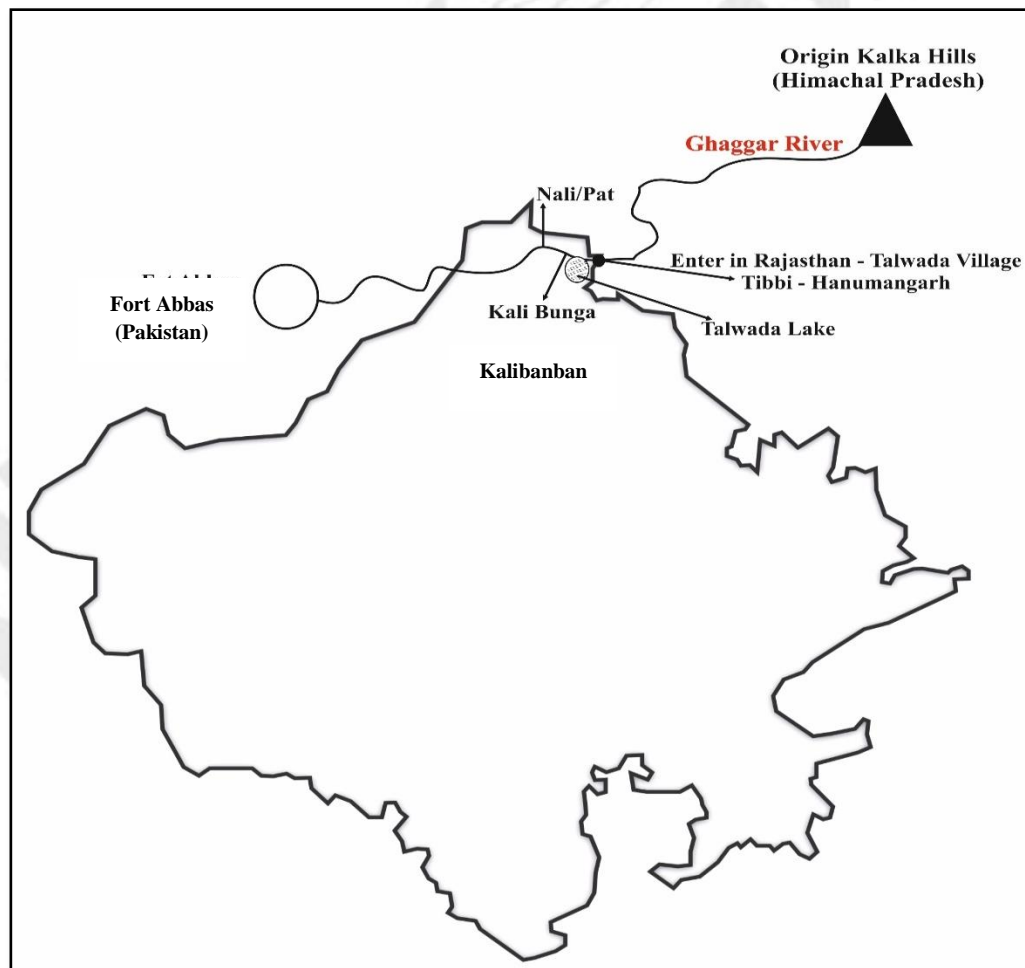 Origin Kalka Hills
(Himachal Pradesh)
Ghaggar River
Nali/Pat
Enter in Rajasthan - Talwada Village
Tibbi - Hanumangarh
Fort Abbas
(Pakistan)
Kali Bunga
Talwada Lake
Kalibanban